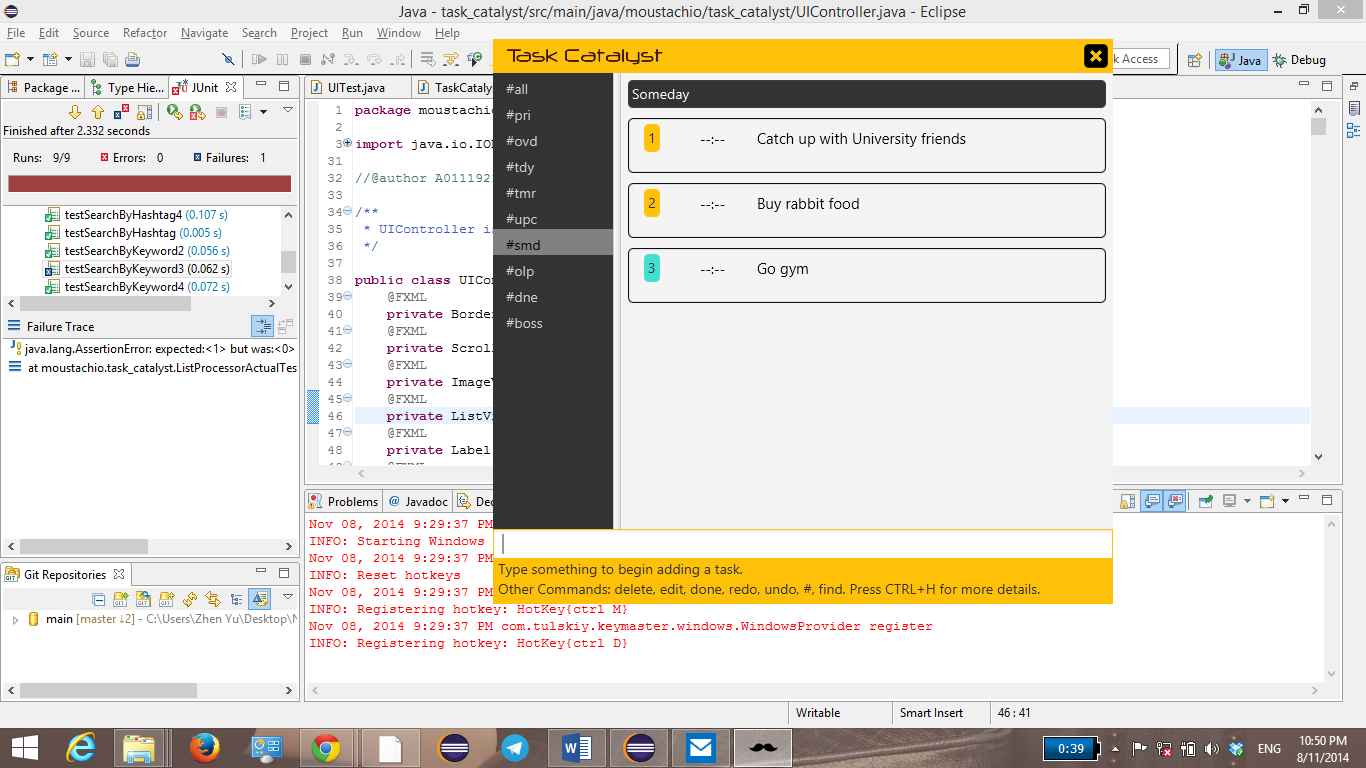 Java - task_catalyst/src/main/java/moustachio/task_catalyst/UIController.java - Eclipse
File Edit Source Refactor Navigate Search Project Run Window Help
Access
Java
Debug
Package ...
Type Hie...
JUnit
Finished after 2.332 seconds
Runs: 9/9
Errors: 0
Failures: 1
testSearchByHashtag4 (0.107 s)
testSearchByHashtag (0.005 s)
testSearchByKeyword2 (0.056 s)
testSearchByKeyword3 (0.062 s)
testSearchByKeyword4 (0.072 s)
Failure Trace
java.lang.AssertionError: expected:<1> but was:<0>
at moustachio.task_catalyst.ListProcessorActualTes
Git Repositories
main [master ↓2] - C:\Users\Zhen Yu\Desktop\
UITest.java
TaskCataly
1 package moustachio
2
3 import java.io.IO
31
32 //@author A011192
33
34 /**
35 * UIController i
36 */
37
38 public class UICon
39 @FXML
40 private Border
41 @FXML
42 private Scroll
43 @FXML
44 private Image
45 @FXML
46 private ListVi
47 @FXML
48 private Label
@FXML
Task Catalyst
#all
#pri
#ovd
#tdy
#tmr
#upc
#smd
#olp
#dne
#boss
Someday
1 --:-- Catch up with University friends
2 --:-- Buy rabbit food
3 --:-- Go gym
Type something to begin adding a task.
Other Commands: delete, edit, done, redo, undo, #, find. Press CTRL+H for more details.
Problems
@ Javadoc
Dec
Nov 08, 2014 9:29:37 PM
INFO: Starting Windows
Nov 08, 2014 9:29:37 PM
INFO: Reset hotkeys
Nov 08, 2014 9:29:37 PM
INFO: Registering hotkey: HotKey{ctrl M}
Nov 08, 2014 9:29:37 PM com.tulskiy.keymaster.windows.WindowsProvider register
INFO: Registering hotkey: HotKey{ctrl D}
Writable
Smart Insert
46 : 41
0:39
ENG
10:50 PM
8/11/2014